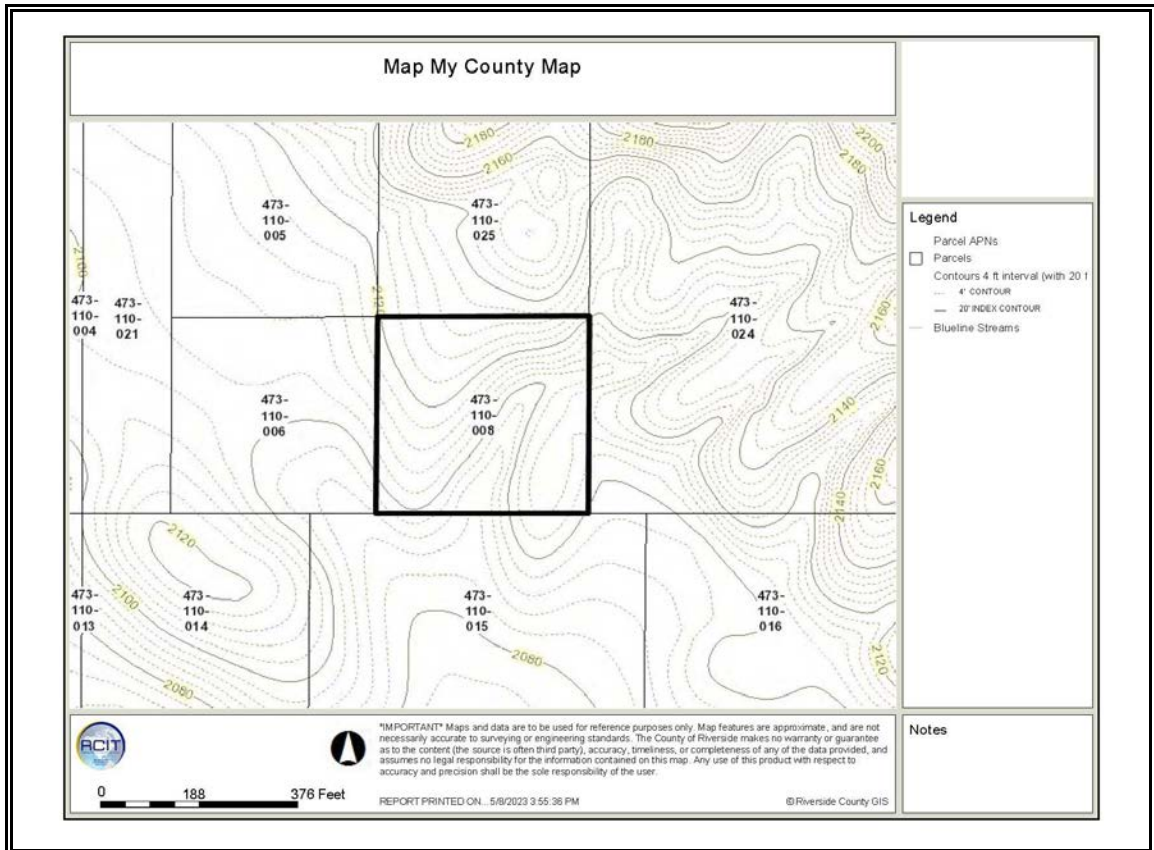 Map My County Map
2180
2160
2180
2200
2180
473-
110-
005
473-
110-
025
2100
2120
473-
110-
004
473-
110-
021
473-
110-
024
2160
473-
110-
006
473-
110-
008
2140
2160
2140
2120
473-
110-
013
2100
473-
110-
014
473-
110-
015
473-
110-
016
2080
2120
2080
Legend
Parcel APNs
Parcels
Contours 4 ft interval (with 20 f
4' CONTOUR
20' INDEX CONTOUR
Blueline Streams
RCIT
0 188 376 Feet
"IMPORTANT" Maps and data are to be used for reference purposes only. Map features are approximate, and are not
necessarily accurate to surveying or engineering standards. The County of Riverside makes no warranty or guarantee
as to the content (the source is often third party), accuracy, timeliness, or completeness of any of the data provided, and
assumes no legal responsibility for the information contained on this map. Any use of this product with respect to
accuracy and precision shall be the sole responsibility of the user.
REPORT PRINTED ON... 5/8/2023 3:55:36 PM
© Riverside County GIS
Notes